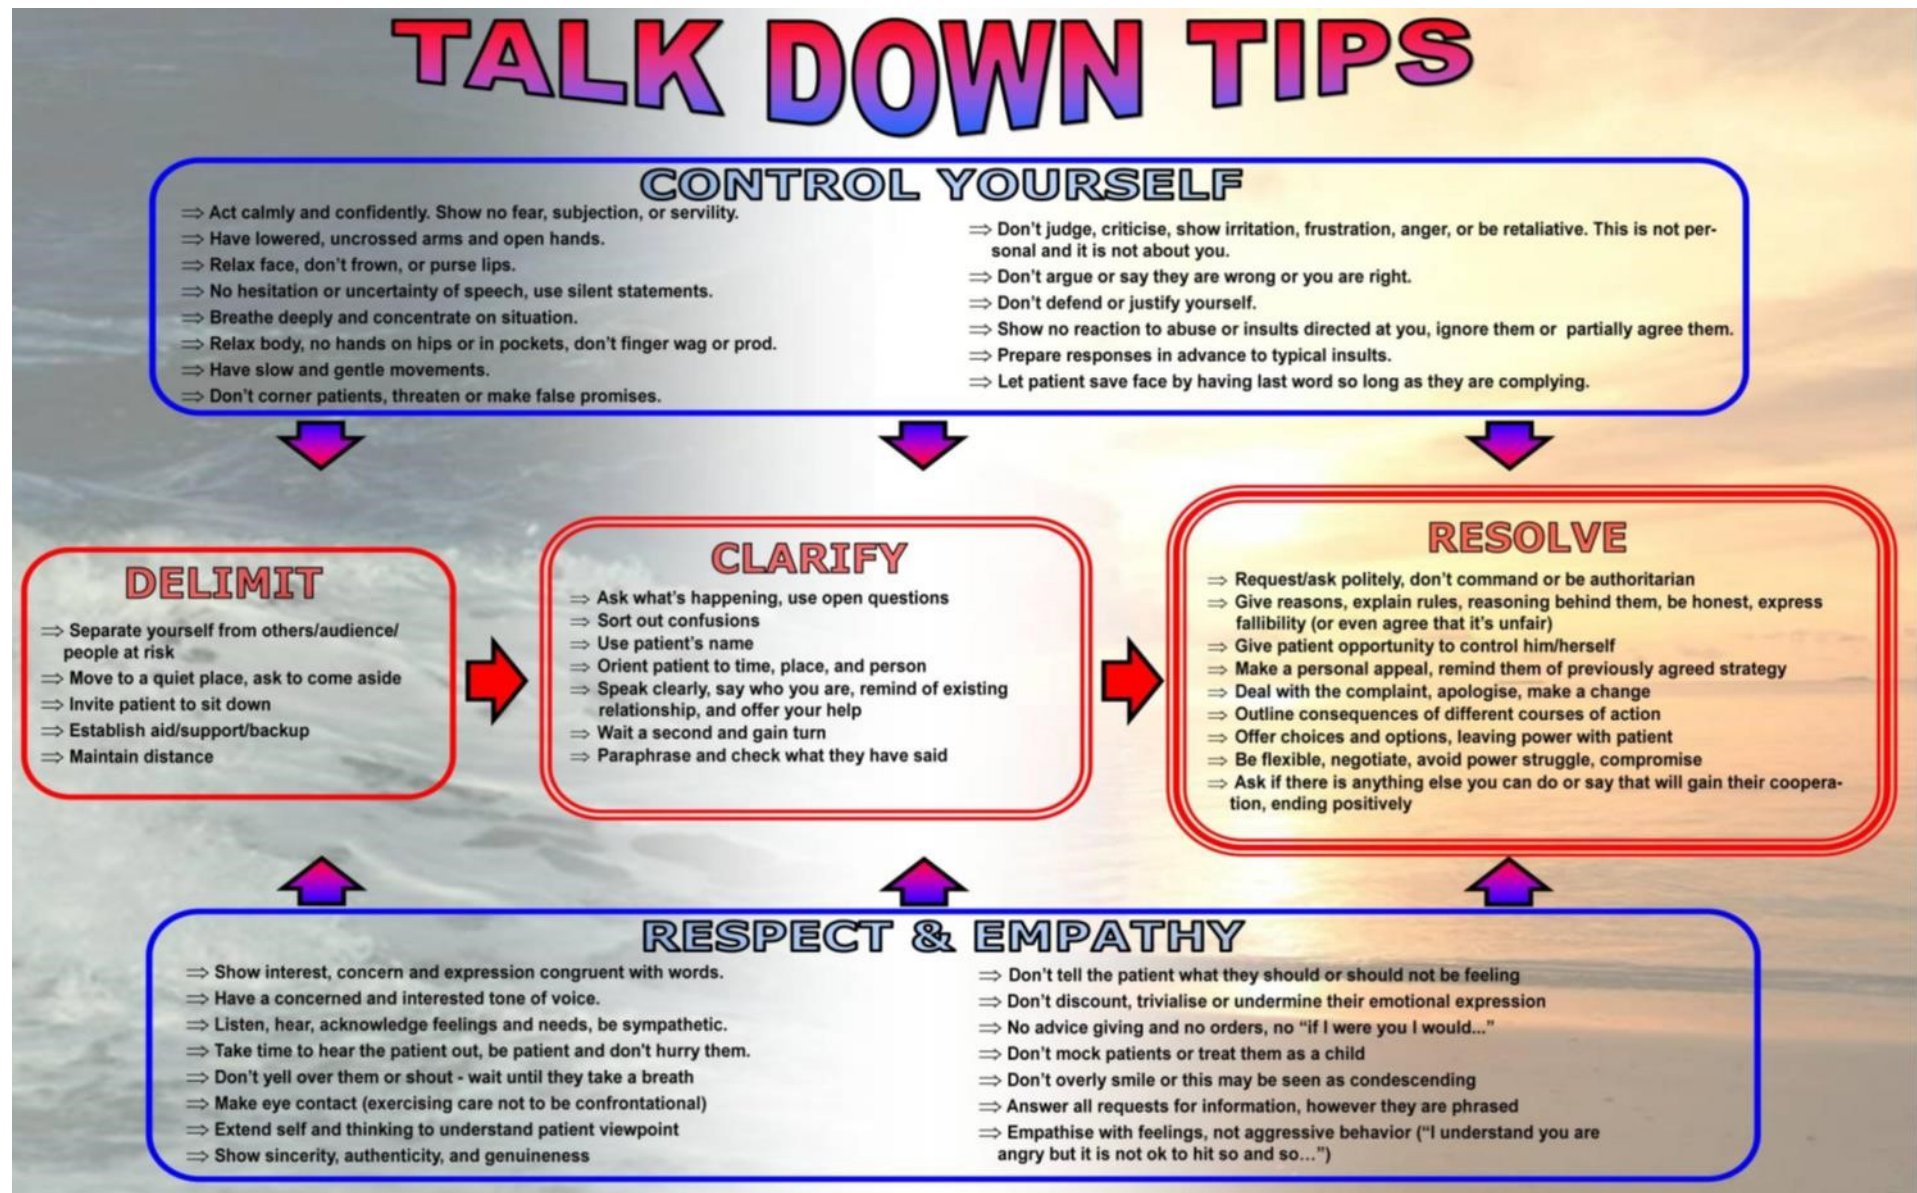 TALK DOWN TIPS
CONTROL YOURSELF
⇒ Act calmly and confidently. Show no fear, subjection, or servility.
⇒ Have lowered, uncrossed arms and open hands.
⇒ Relax face, don't frown, or purse lips.
⇒ No hesitation or uncertainty of speech, use silent statements.
⇒ Breathe deeply and concentrate on situation.
⇒ Relax body, no hands on hips or in pockets, don't finger wag or prod.
⇒ Have slow and gentle movements.
⇒ Don't corner patients, threaten or make false promises.
⇒ Don't judge, criticise, show irritation, frustration, anger, or be retaliative. This is not per-
sonal and it is not about you.
⇒ Don't argue or say they are wrong or you are right.
⇒ Don't defend or justify yourself.
⇒ Show no reaction to abuse or insults directed at you, ignore them or partially agree them.
⇒ Prepare responses in advance to typical insults.
⇒ Let patient save face by having last word so long as they are complying.
DELIMIT
⇒ Separate yourself from others/audience/
people at risk
⇒ Move to a quiet place, ask to come aside
⇒ Invite patient to sit down
⇒ Establish aid/support/backup
⇒ Maintain distance
CLARIFY
⇒ Ask what's happening, use open questions
⇒ Sort out confusions
⇒ Use patient's name
⇒ Orient patient to time, place, and person
⇒ Speak clearly, say who you are, remind of existing
relationship, and offer your help
⇒ Wait a second and gain turn
⇒ Paraphrase and check what they have said
RESOLVE
⇒ Request/ask politely, don't command or be authoritarian
⇒ Give reasons, explain rules, reasoning behind them, be honest, express
fallibility (or even agree that it's unfair)
⇒ Give patient opportunity to control him/herself
⇒ Make a personal appeal, remind them of previously agreed strategy
⇒ Deal with the complaint, apologise, make a change
⇒ Outline consequences of different courses of action
⇒ Offer choices and options, leaving power with patient
⇒ Be flexible, negotiate, avoid power struggle, compromise
⇒ Ask if there is anything else you can do or say that will gain their coopera-
tion, ending positively
RESPECT & EMPATHY
⇒ Show interest, concern and expression congruent with words.
⇒ Have a concerned and interested tone of voice.
⇒ Listen, hear, acknowledge feelings and needs, be sympathetic.
⇒ Take time to hear the patient out, be patient and don't hurry them.
⇒ Don't yell over them or shout - wait until they take a breath
⇒ Make eye contact (exercising care not to be confrontational)
⇒ Extend self and thinking to understand patient viewpoint
⇒ Show sincerity, authenticity, and genuineness
⇒ Don't tell the patient what they should or should not be feeling
⇒ Don't discount, trivialise or undermine their emotional expression
⇒ No advice giving and no orders, no “if I were you I would...”
⇒ Don't mock patients or treat them as a child
⇒ Don't overly smile or this may be seen as condescending
⇒ Answer all requests for information, however they are phrased
⇒ Empathise with feelings, not aggressive behavior (“I understand you are
angry but it is not ok to hit so and so...”)